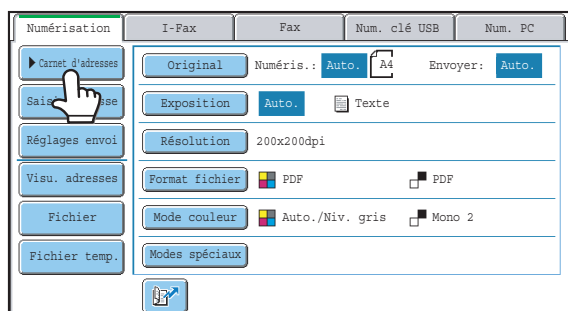 Numérisation I-Fax Fax Num. clé USB Num. PC
Carnet d'adresses Original Numéris.: Auto. A4 Envoyer: Auto.
Exposition Auto. Texte
Réglages envoi Résolution 200x200dpi
Visu. adresses Format fichier PDF PDF
Fichier Mode couleur Auto./Niv. gris Mono 2
Fichier temp. Modes spéciaux